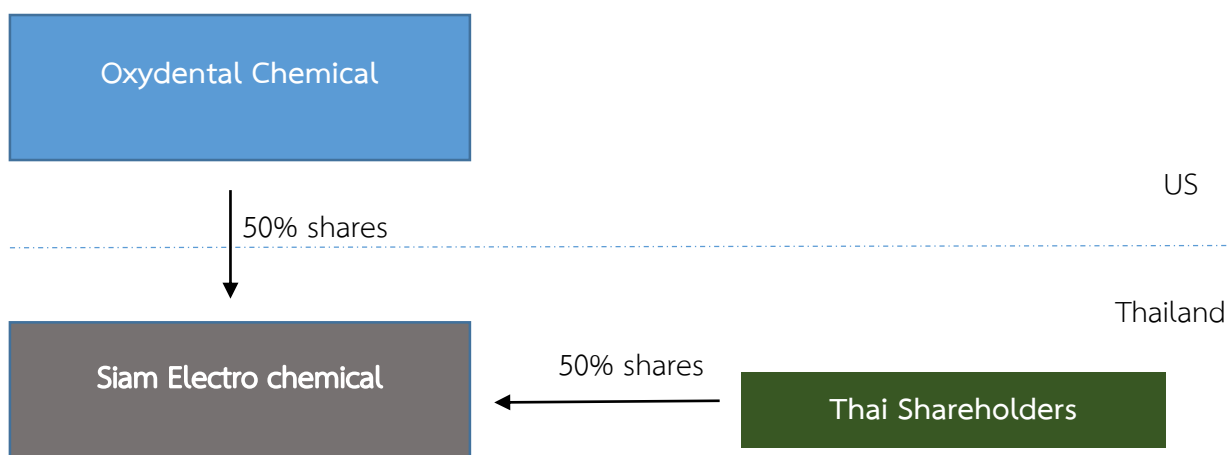 Oxydental Chemical
US
50% shares
Thailand
Siam Electro chemical
50% shares
Thai Shareholders